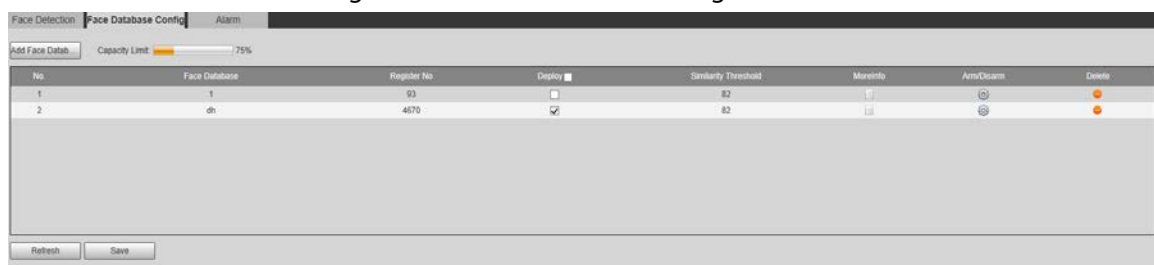 Face Detection Face Database Config Alarm
Add Face Datab... Capacity Limit: 75%
No. Face Database Register No Deploy Similarity Threshold MoreInfo Arm/Disarm Delete
1 1 93 82
2 dh 4670 82
Refresh Save